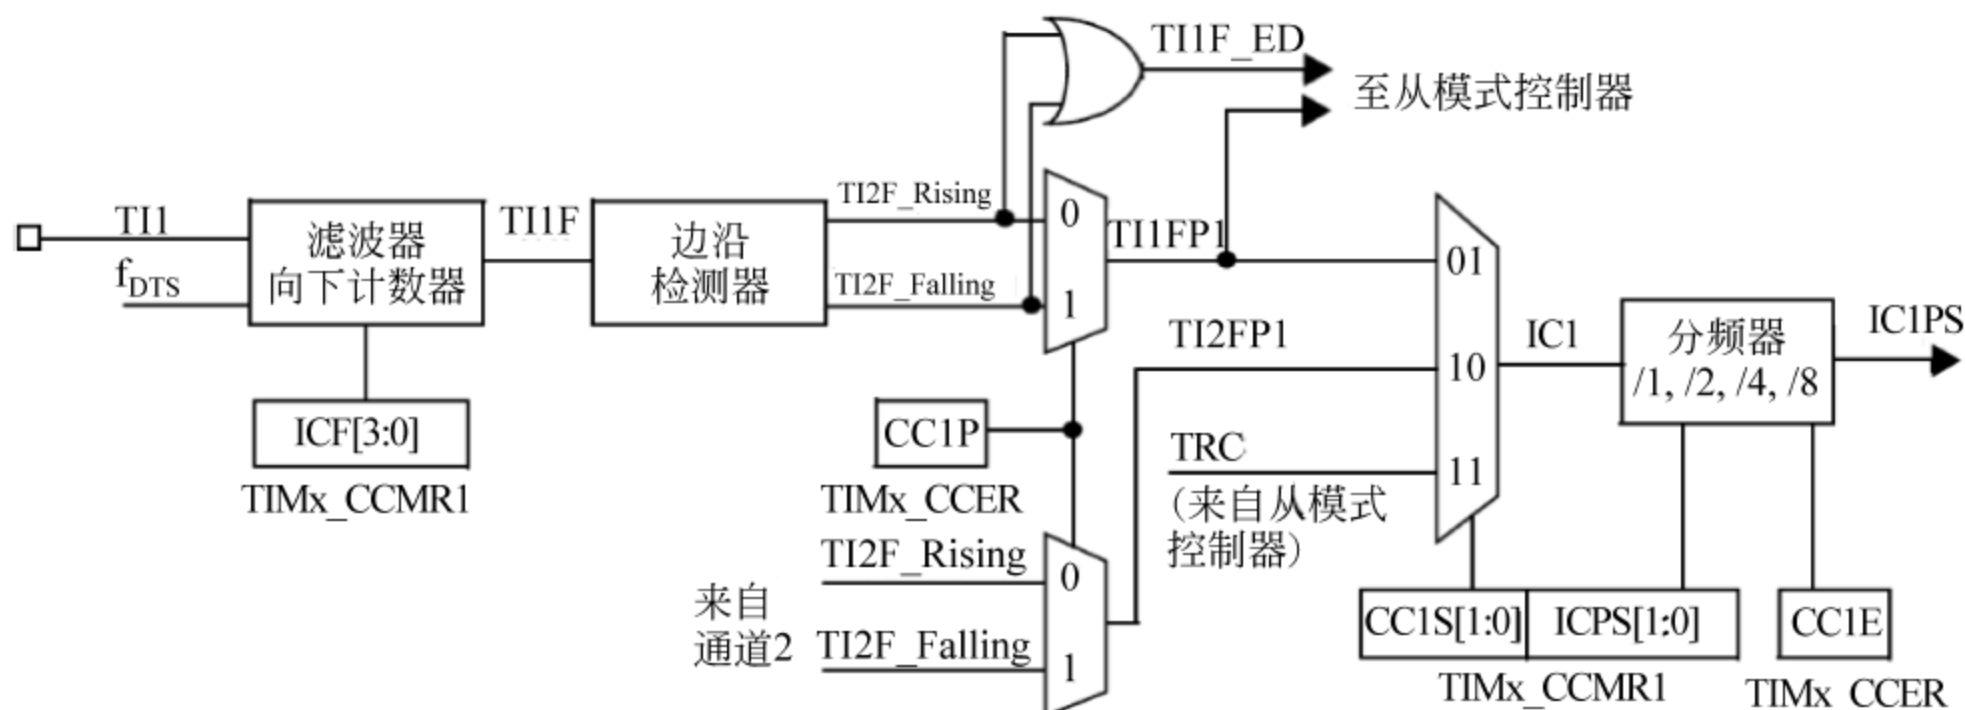 TI1F_ED
至从模式控制器
TI1
fDTS
滤波器
向下计数器
TI1F
边沿
检测器
TI2F_Rising
TI2F_Falling
0
1
TI1FP1
01
10
11
TI2FP1
TRC
(来自从模式
控制器)
IC1
分频器
/1, /2, /4, /8
IC1PS
ICF[3:0]
TIMx_CCMR1
CC1P
TIMx_CCER
来自
通道2
TI2F_Rising
TI2F_Falling
0
1
CC1S[1:0]
ICPS[1:0]
TIMx_CCMR1
CC1E
TIMx_CCER